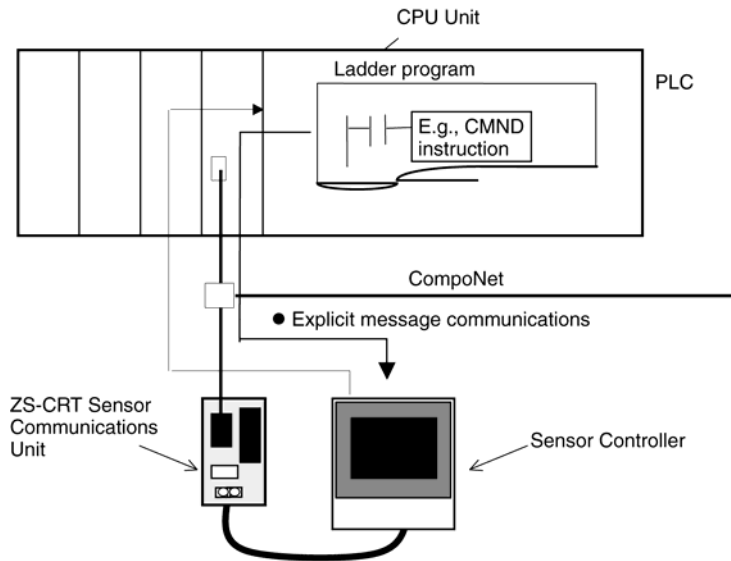 CPU Unit
Ladder program
PLC
E.g., CMND
instruction
CompoNet
● Explicit message communications
ZS-CRT Sensor
Communications
Unit
Sensor Controller